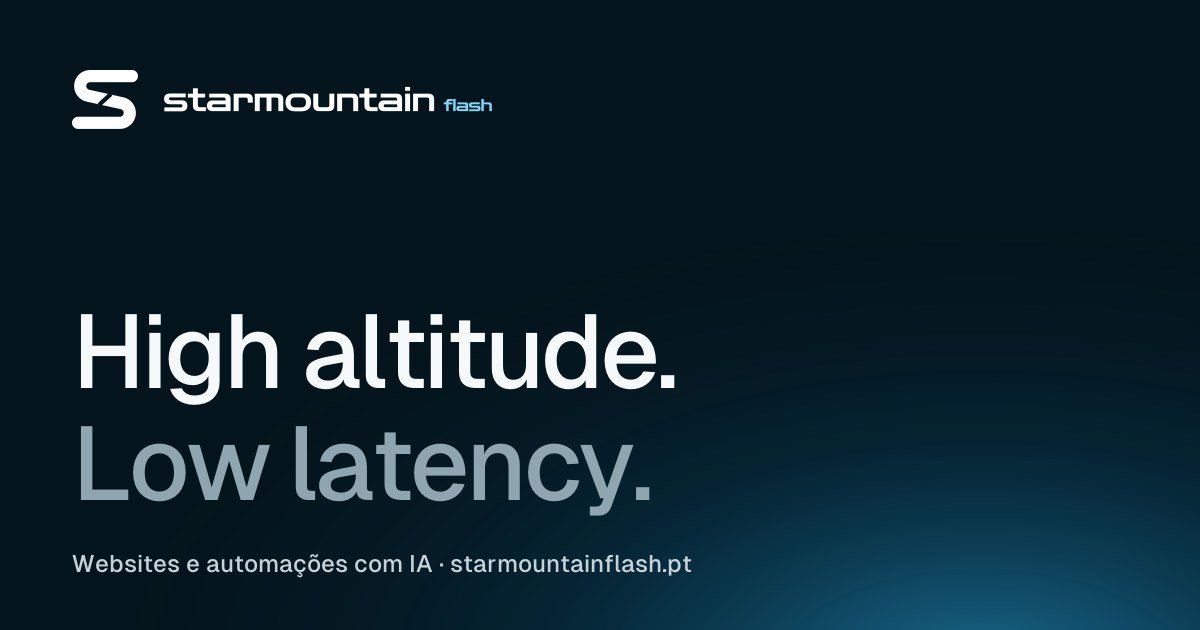 starmountain flash
High altitude.
Low latency.
Websites e automações com IA · starmountainflash.pt